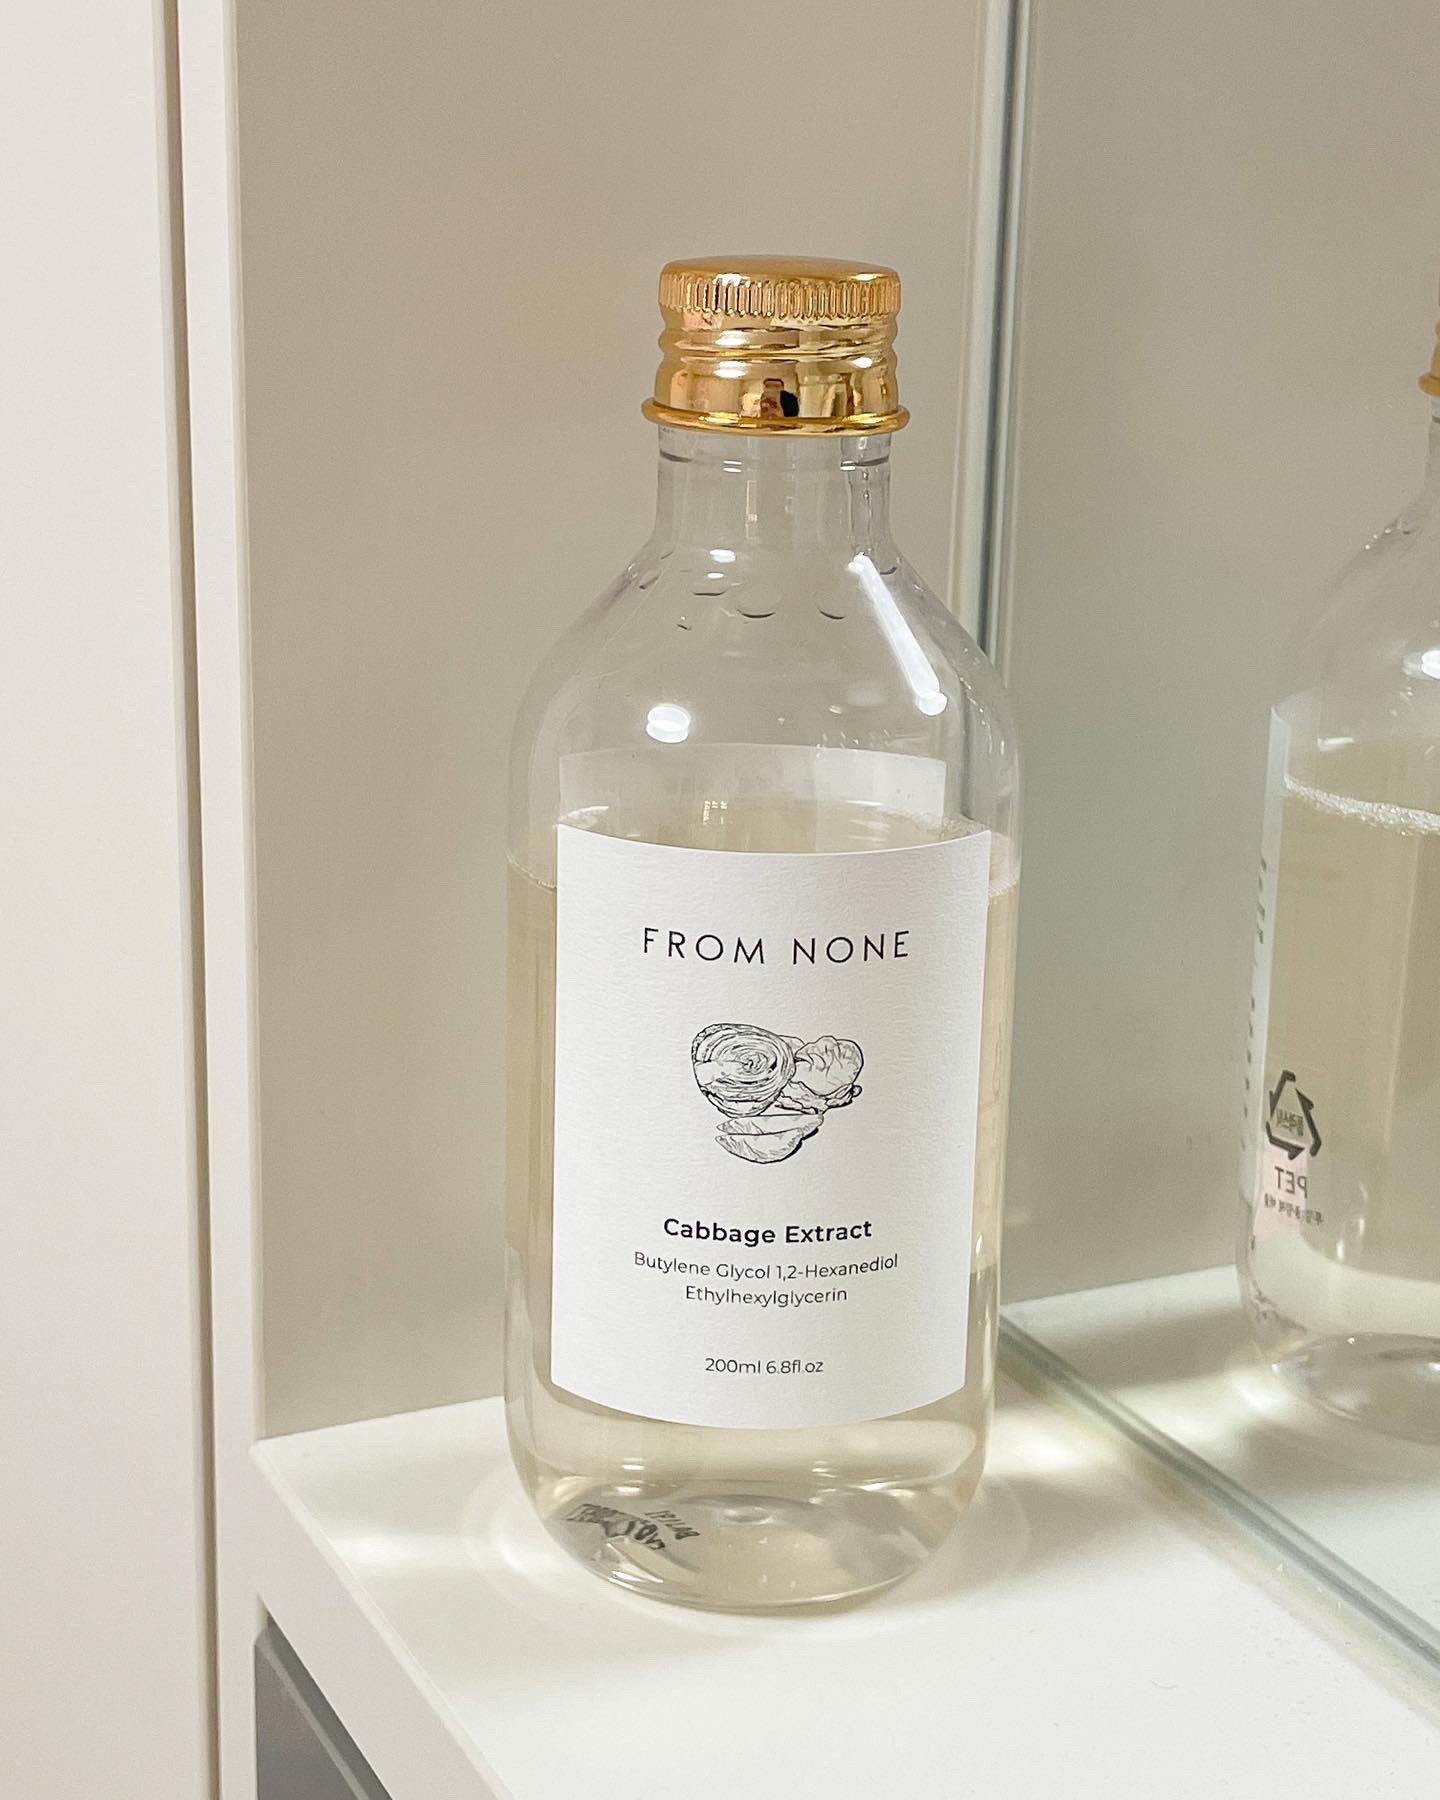 FROM NONE
Cabbage Extract
Butylene Glycol 1,2-Hexanediol
Ethylhexylglycerin
200ml 6.8fl.oz
PET